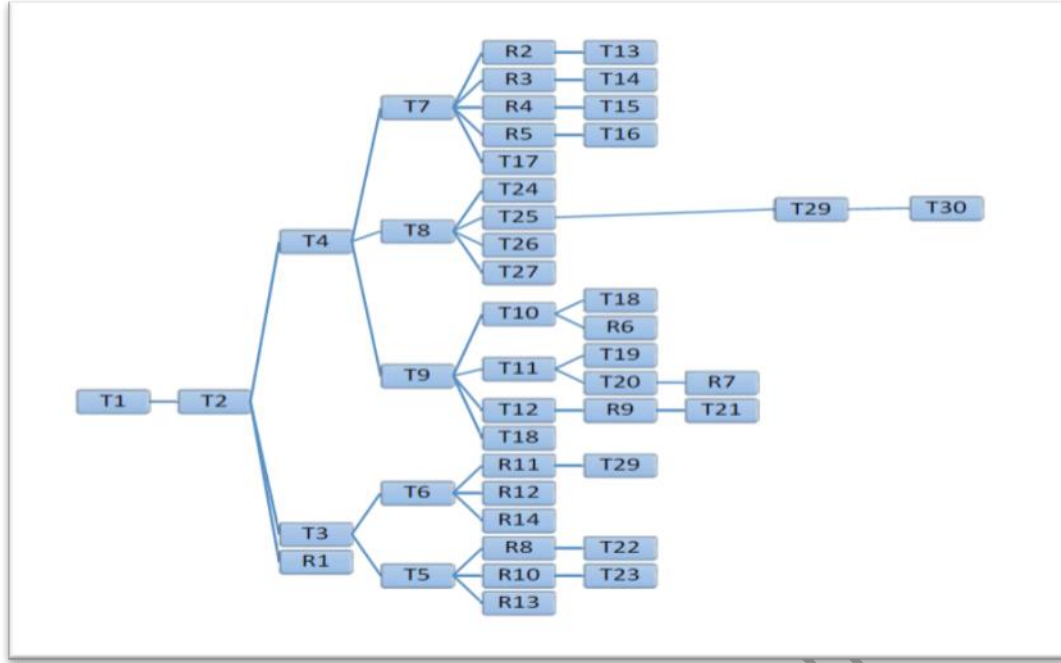 R2 T13
R3 T14
T7 R4 T15
R5 T16
T17
T24
T25 T29 T30
T8
T4
T26
T27
T18
T10
R6
T19
T11
T9
T20 R7
T1 T2
T12 R9 T21
T18
R11 T29
T6 R12
R14
T3
R8 T22
R1
T5 R10 T23
R13